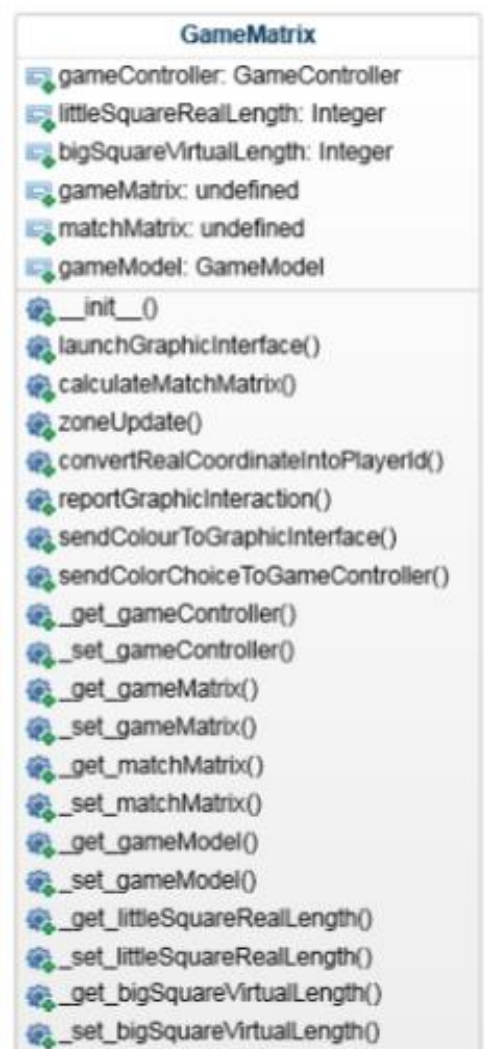 GameMatrix
gameController: GameController
littleSquareRealLength: Integer
bigSquareVirtualLength: Integer
gameMatrix: undefined
matchMatrix: undefined
gameModel: GameModel
__init__()
launchGraphicInterface()
calculateMatchMatrix()
zoneUpdate()
convertRealCoordinateIntoPlayerId()
reportGraphicInteraction()
sendColourToGraphicInterface()
sendColorChoiceToGameController()
_get_gameController()
_set_gameController()
_get_gameMatrix()
_set_gameMatrix()
_get_matchMatrix()
_set_matchMatrix()
_get_gameModel()
_set_gameModel()
_get_littleSquareRealLength()
_set_littleSquareRealLength()
_get_bigSquareVirtualLength()
_set_bigSquareVirtualLength()